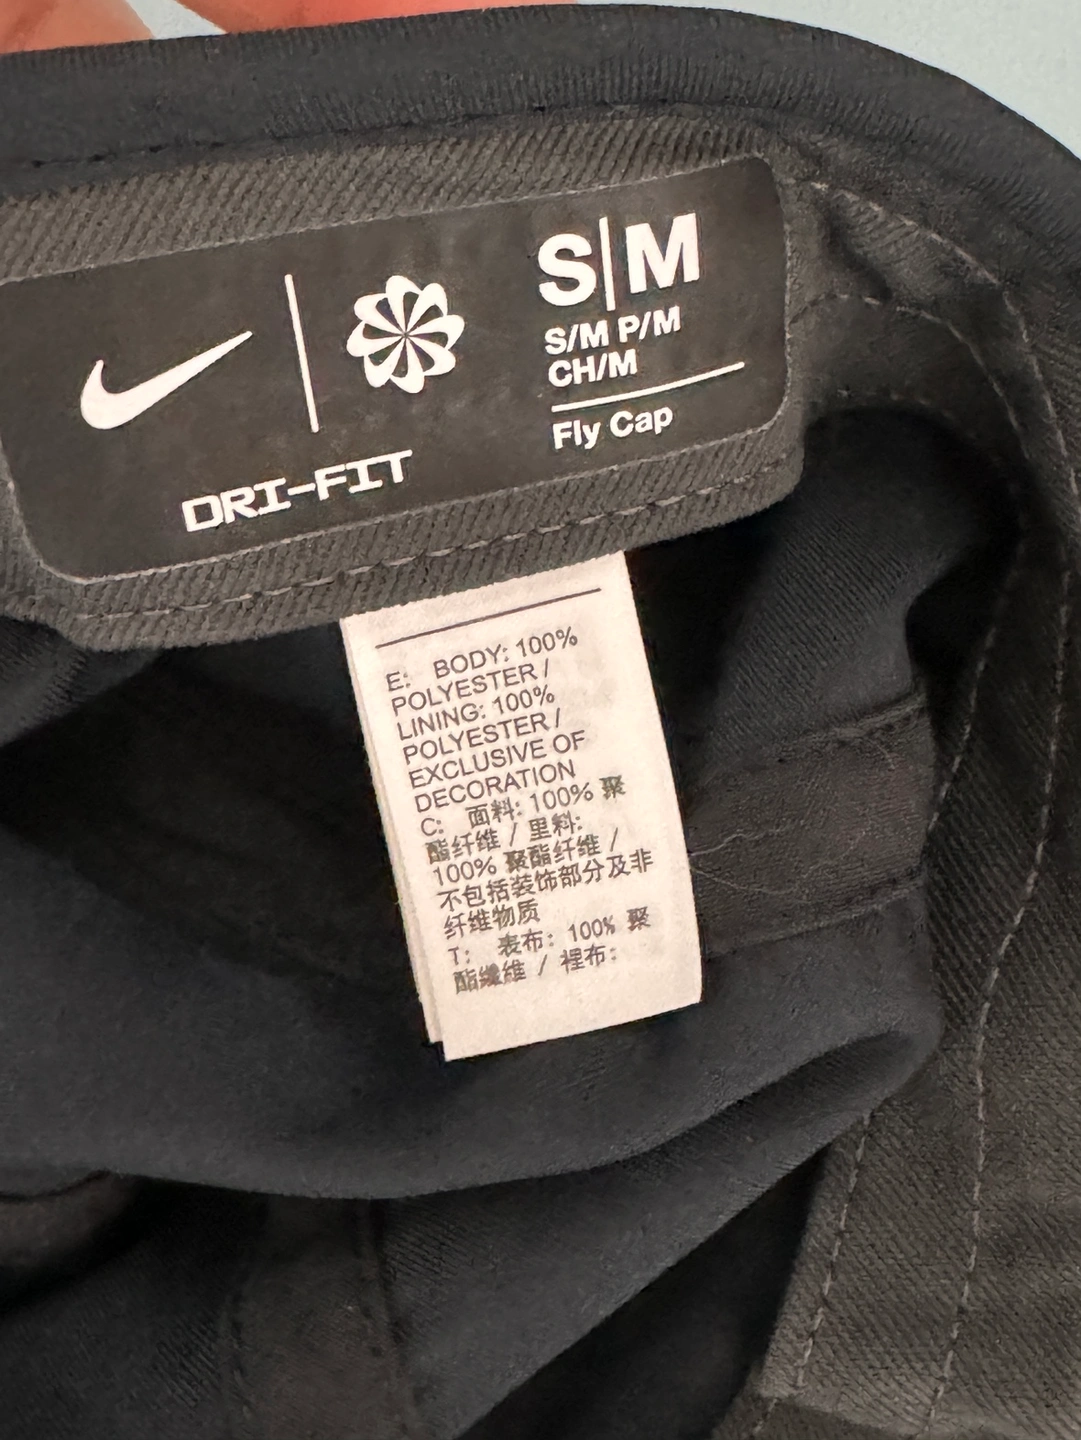 S|M
S/M P/M
CH/M
Fly Cap
DRI-FIT
E: BODY: 100%
POLYESTER /
LINING: 100%
POLYESTER /
EXCLUSIVE OF
DECORATION
C: 面料: 100% 聚
酯纤维 / 里料:
100% 聚酯纤维 /
不包括装饰部分及非
纤维物质
T: 表布: 100% 聚
酯纖維 / 裡布: